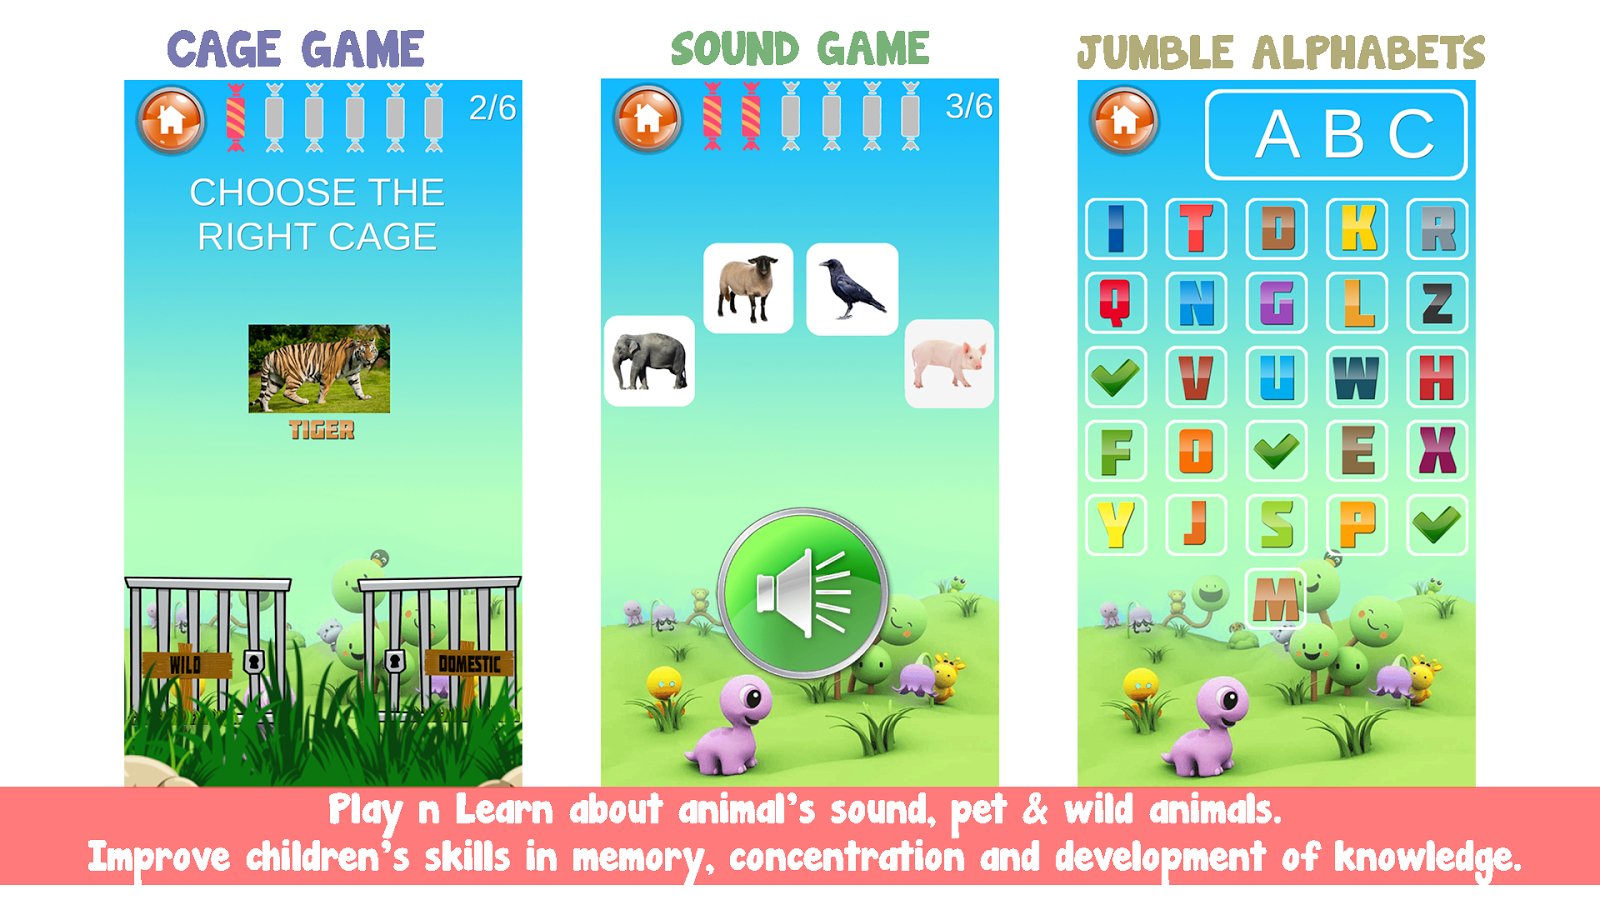 CAGE GAME
2/6
CHOOSE THE
RIGHT CAGE
TIGER
WILD
DOMESTIC
SOUND GAME
3/6
JUMBLE ALPHABETS
A B C
I T D K R
Q N G L Z
V U W H
F O E X
Y J S P
M
Play n Learn about animal's sound, pet & wild animals.
Improve children's skills in memory, concentration and development of knowledge.